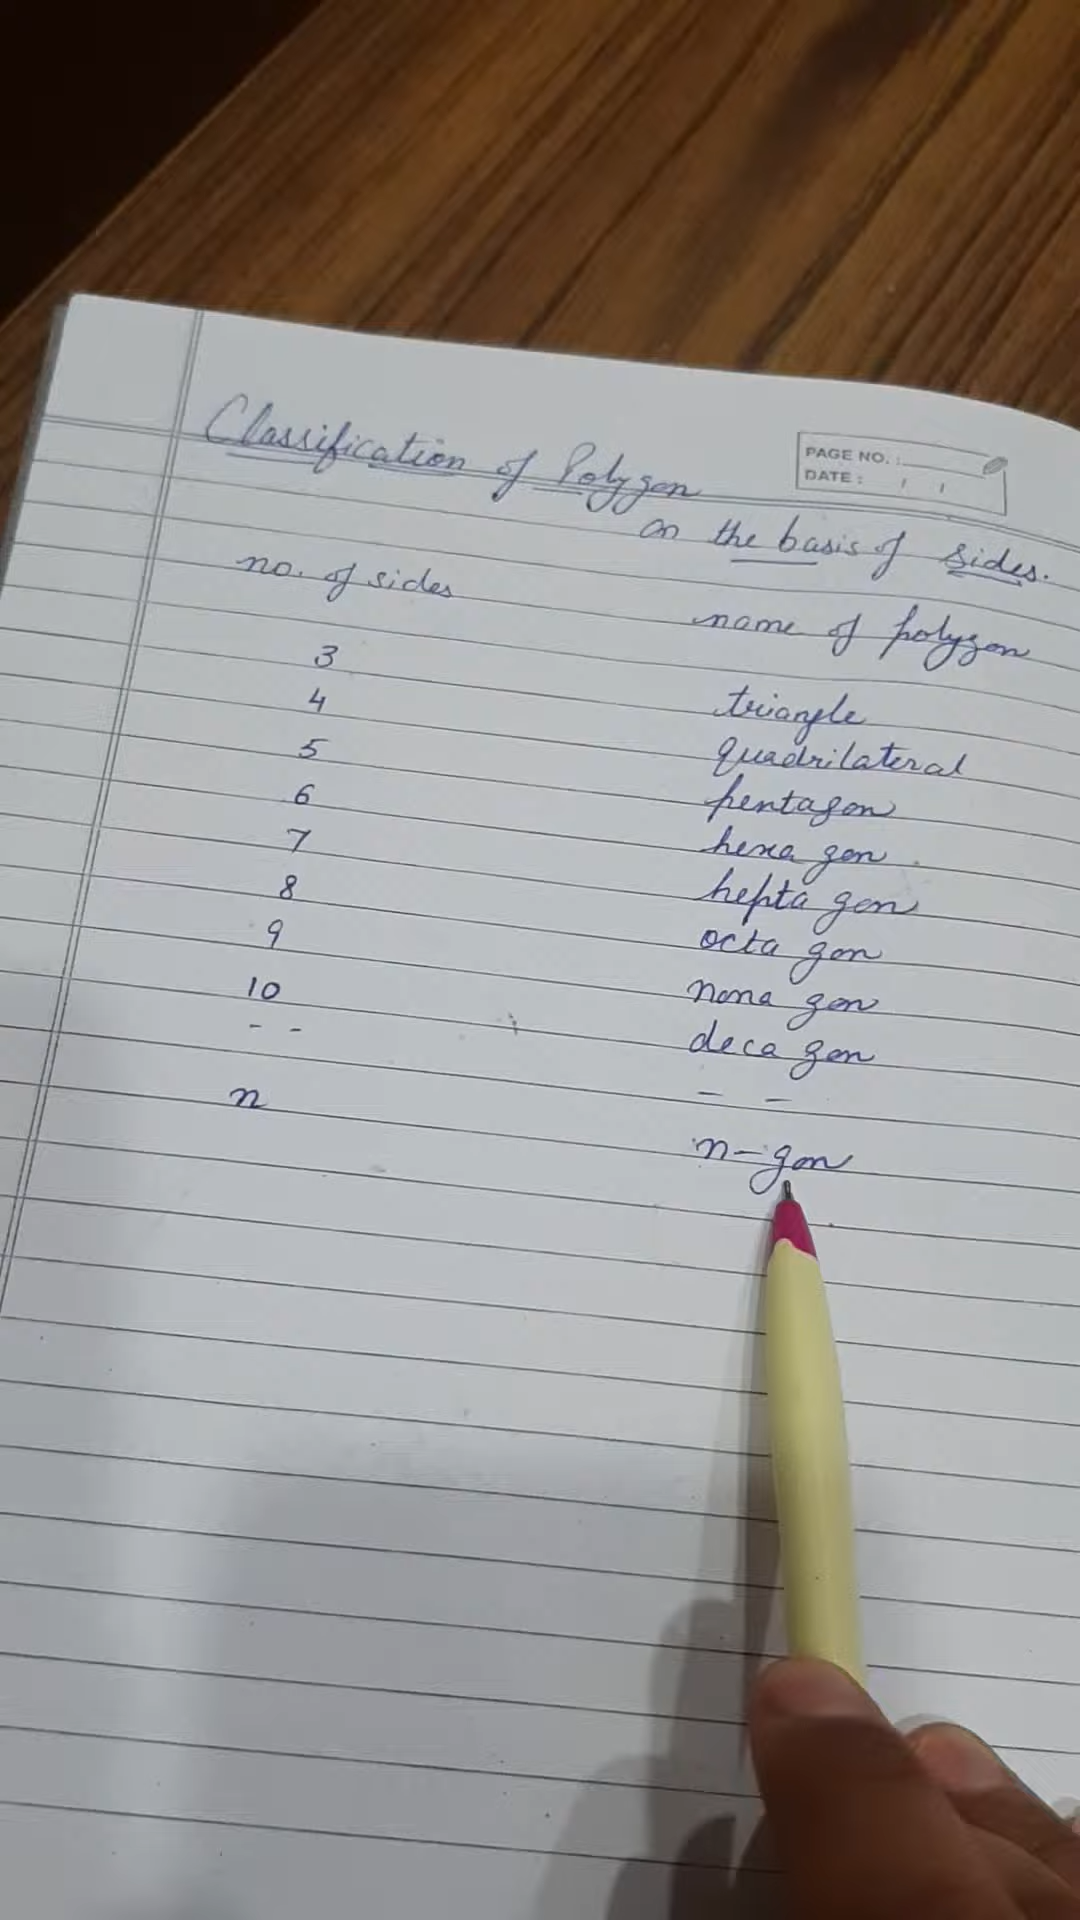 Classification of Polygon
PAGE NO. :
DATE : / /
on the basis of sides.
no. of sides name of polygon
3 triangle
4 quadrilateral
5 pentagon
6 hexa gon
7 hepta gon
8 octa gon
9 nona gon
10 deca gon
- - - -
n n-gon